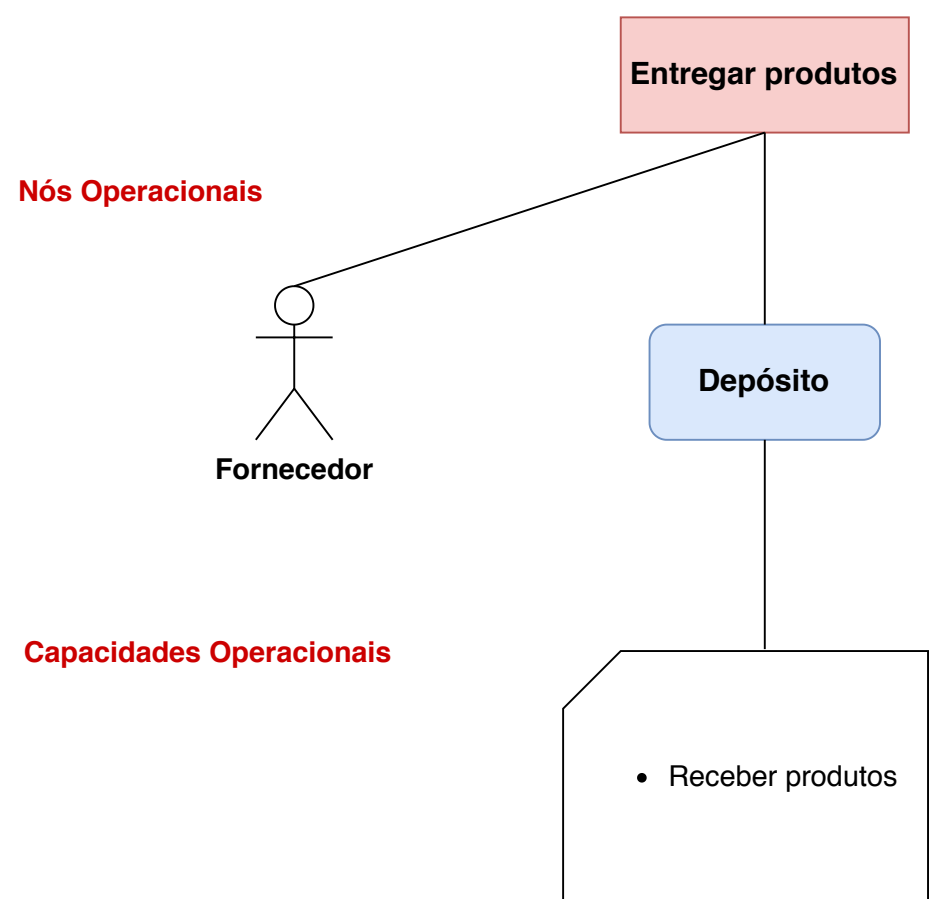 Entregar produtos
Nós Operacionais
Depósito
Fornecedor
Capacidades Operacionais
• Receber produtos